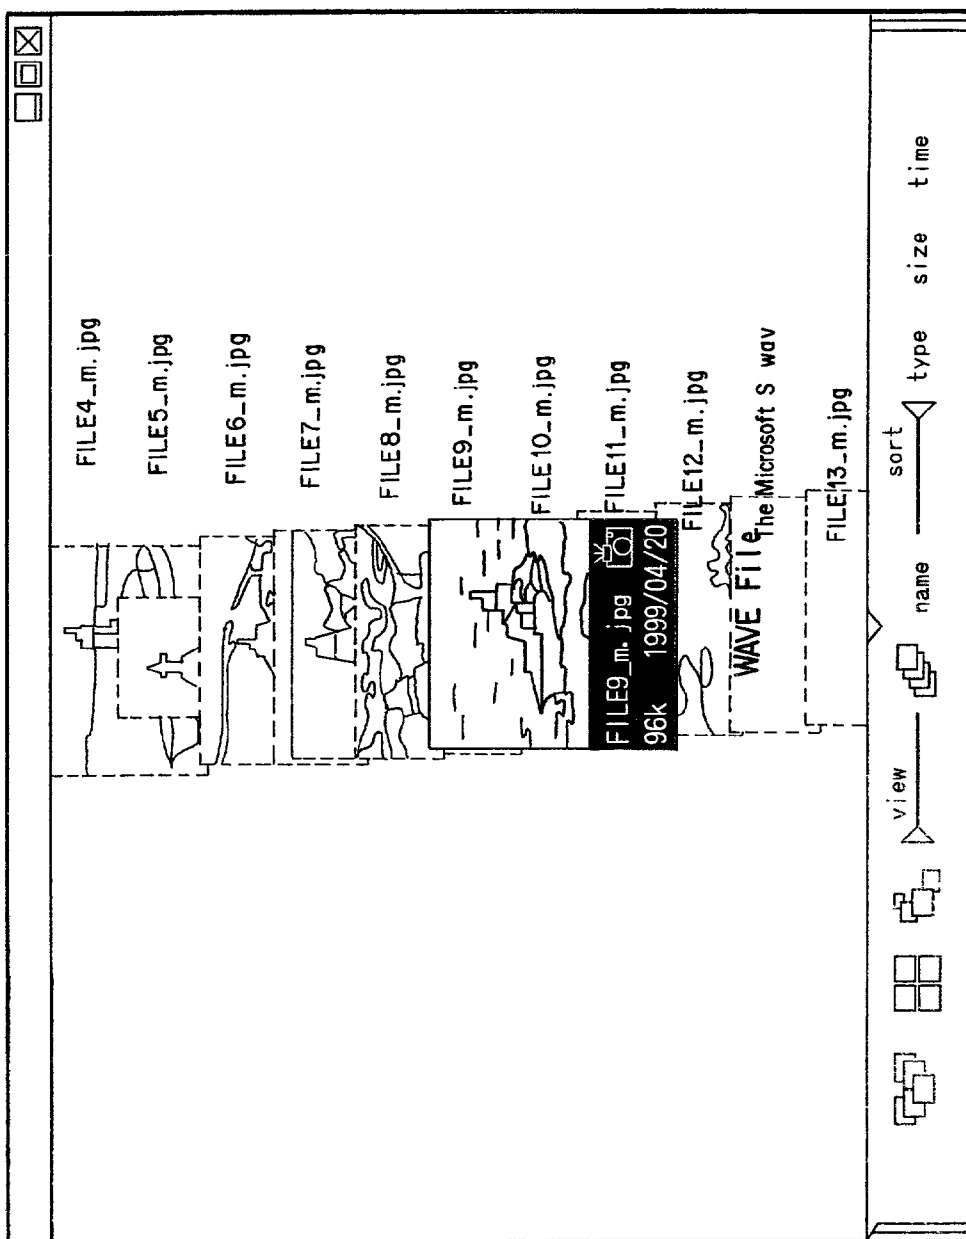 FILE4_m.jpg
FILE5_m.jpg
FILE6_m.jpg
FILE7_m.jpg
FILE8_m.jpg
FILE9_m.jpg
FILE10_m.jpg
FILE11_m.jpg
FILE12_m.jpg
The Microsoft S wav
FILE13_m.jpg
FILE9_m.jpg
96k 1999/04/20
WAVE File
view
sort
name type size time